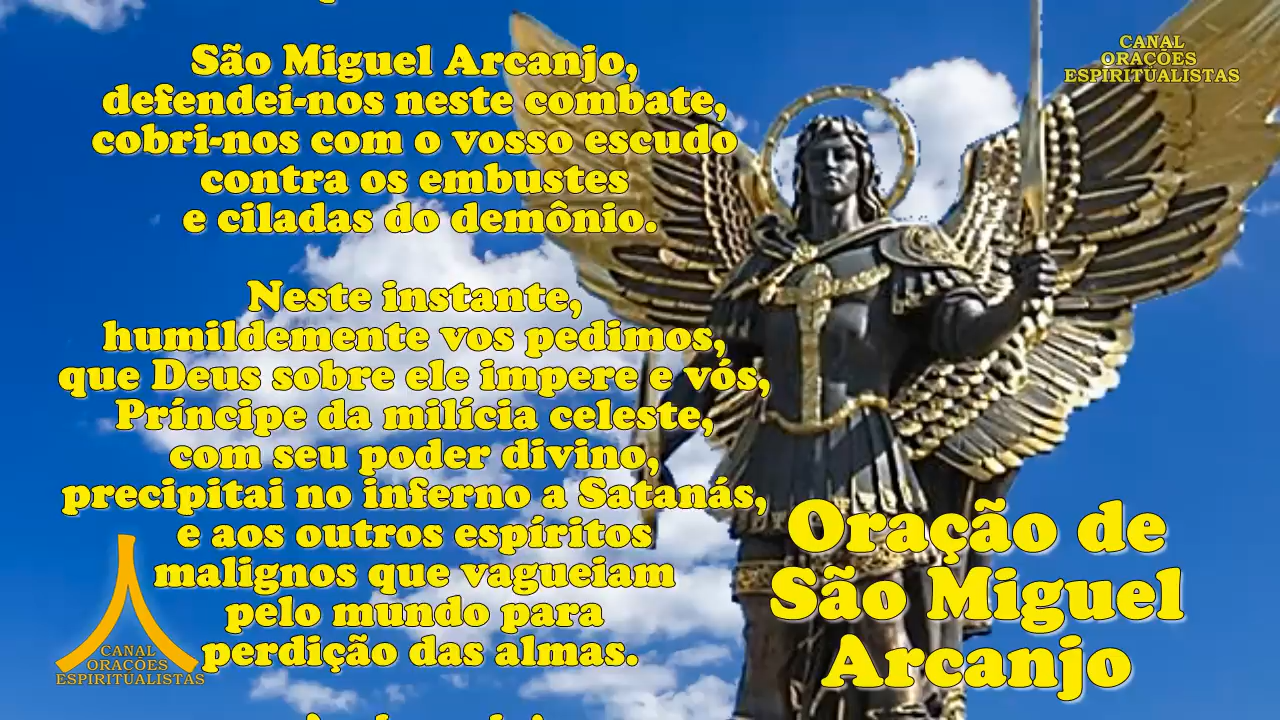 São Miguel Arcanjo,
defendei-nos neste combate,
cobri-nos com o vosso escudo
contra os embustes
e ciladas do demônio.
Neste instante,
humildemente vos pedimos,
que Deus sobre ele impere e vós,
Príncipe da milícia celeste,
com seu poder divino,
precipitai no inferno a Satanás,
e aos outros espíritos
malignos que vagueiam
pelo mundo para
perdição das almas.
CANAL
ORAÇÕES
ESPIRITUALISTAS
Oração de
São Miguel
Arcanjo
CANAL
ORAÇÕES
ESPIRITUALISTAS